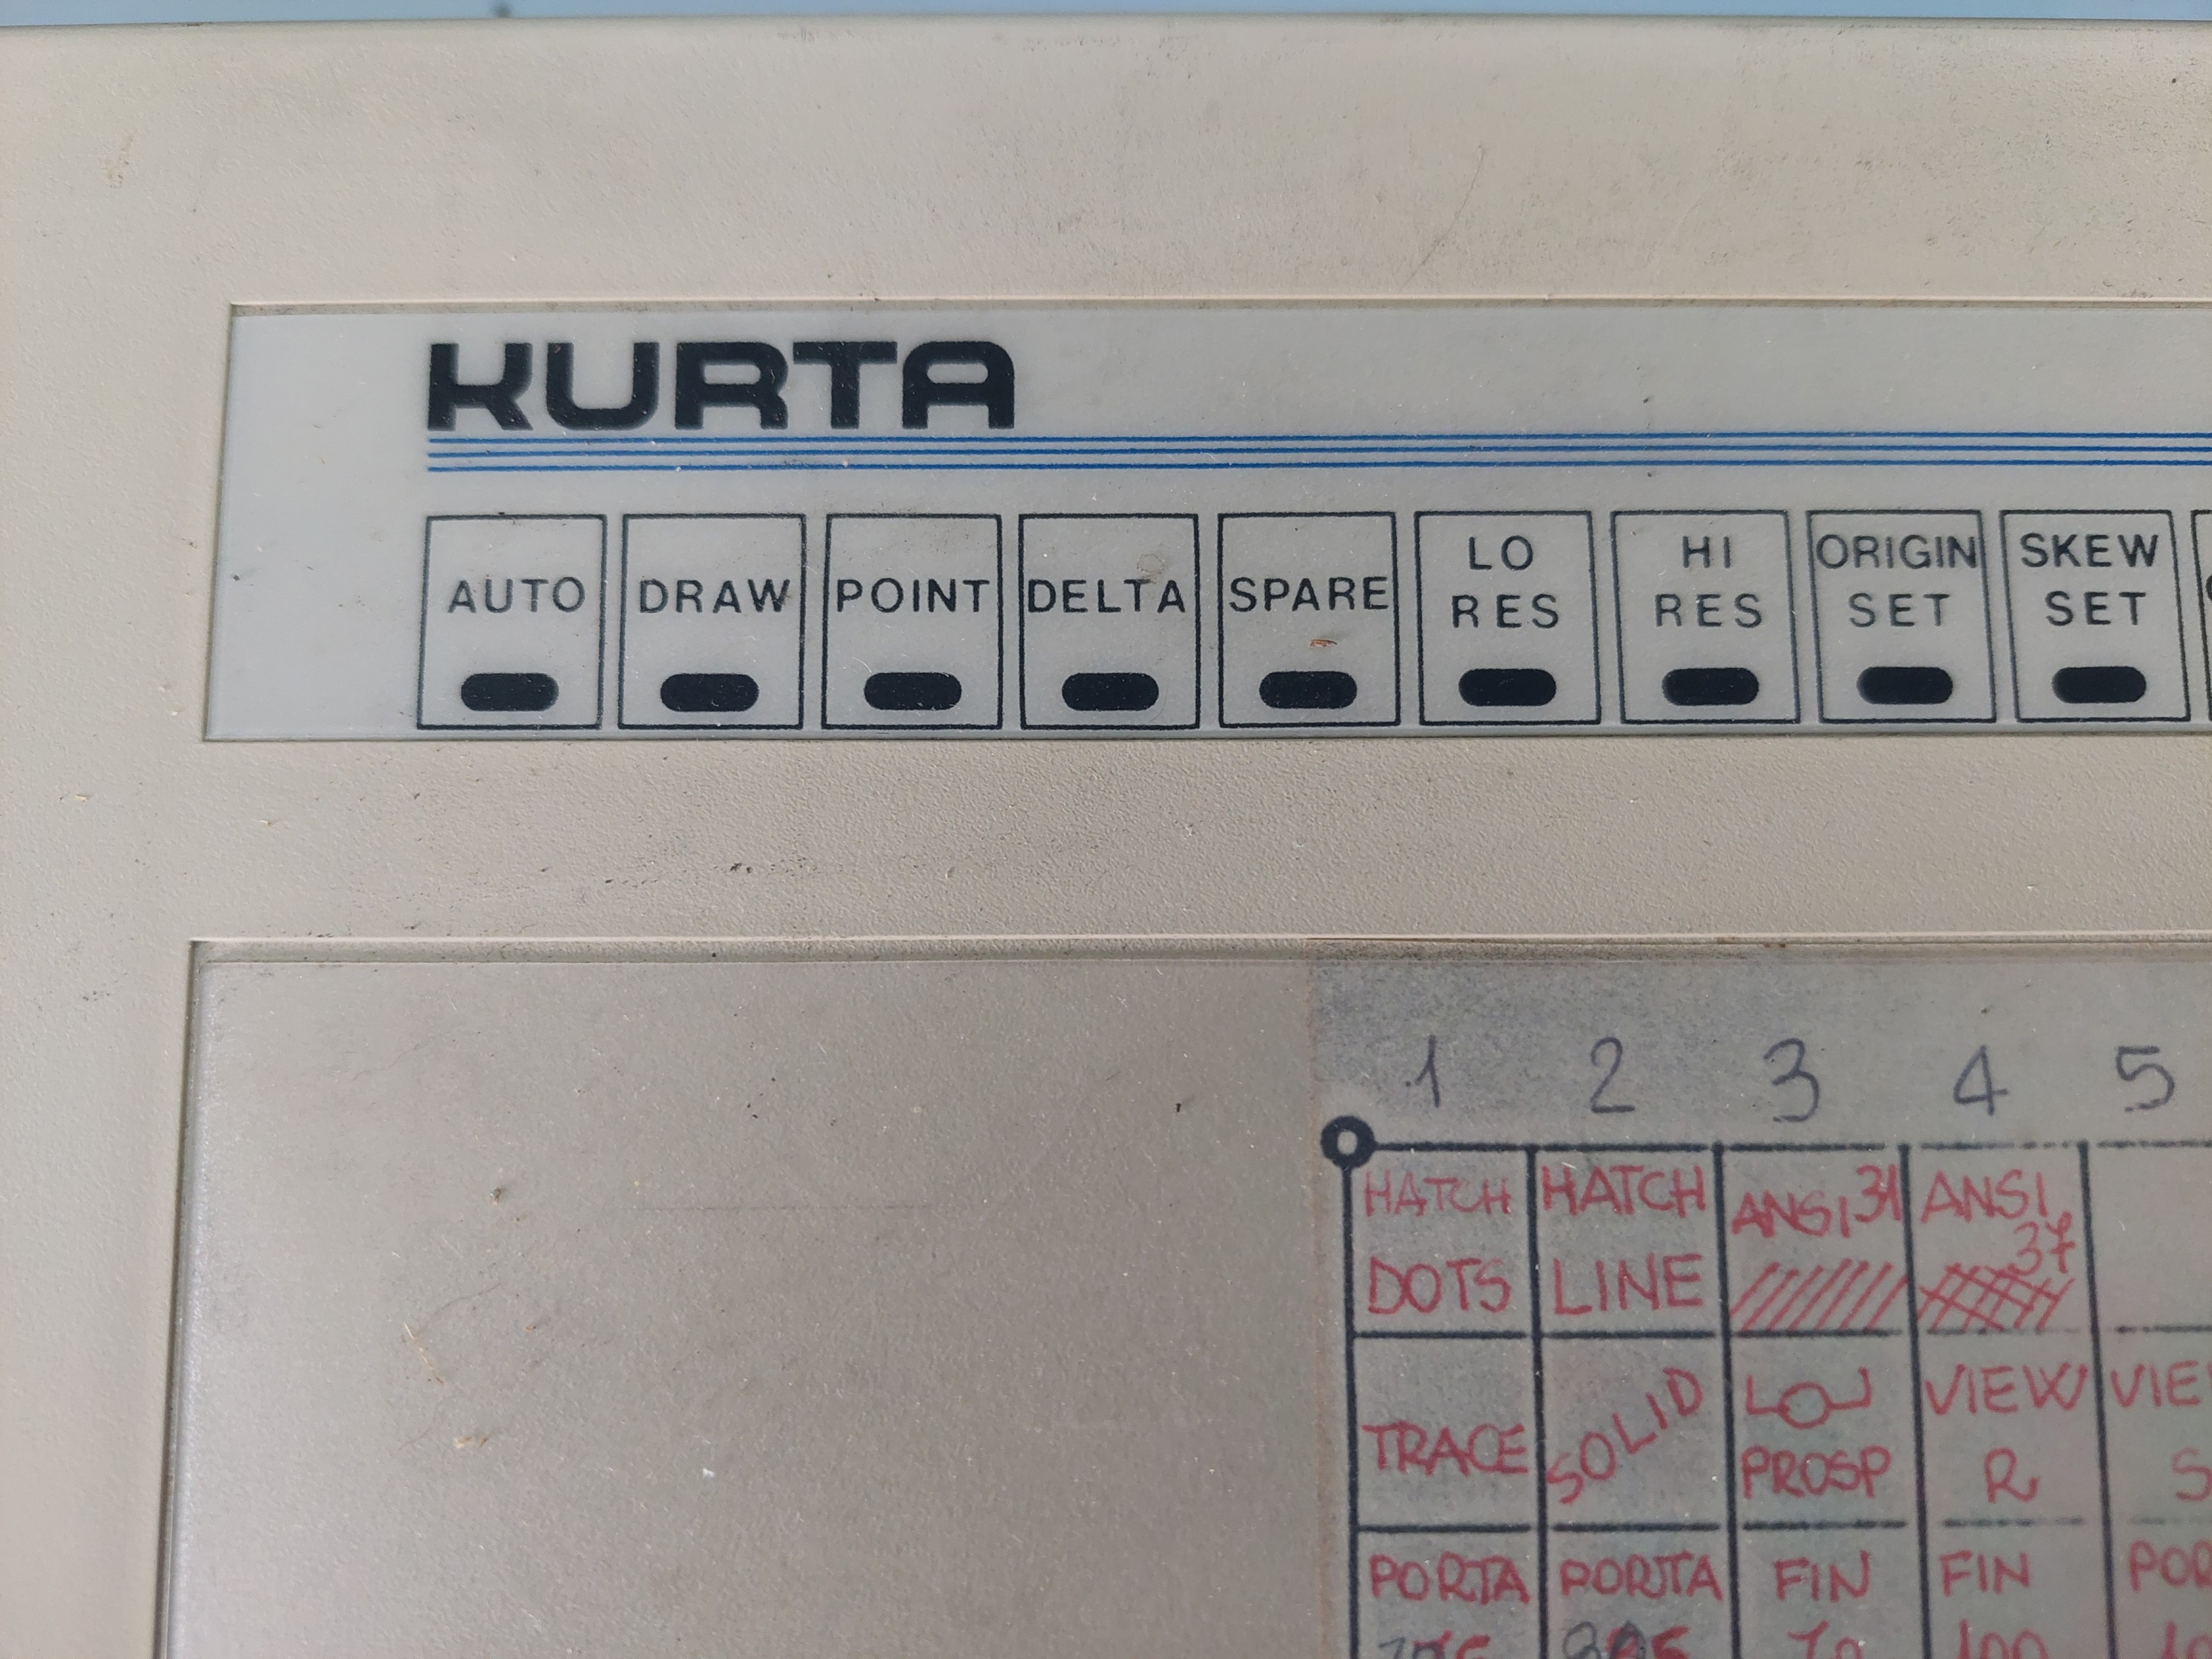 KURTA
AUTO DRAW POINT DELTA SPARE LO RES HI RES ORIGIN SET SKEW SET
1 2 3 4 5
HATCH DOTS HATCH LINE ANSI 31 ANSI 37
TRACE SOLID PROSP VIEW R
PORTA PORTA FIN FIN